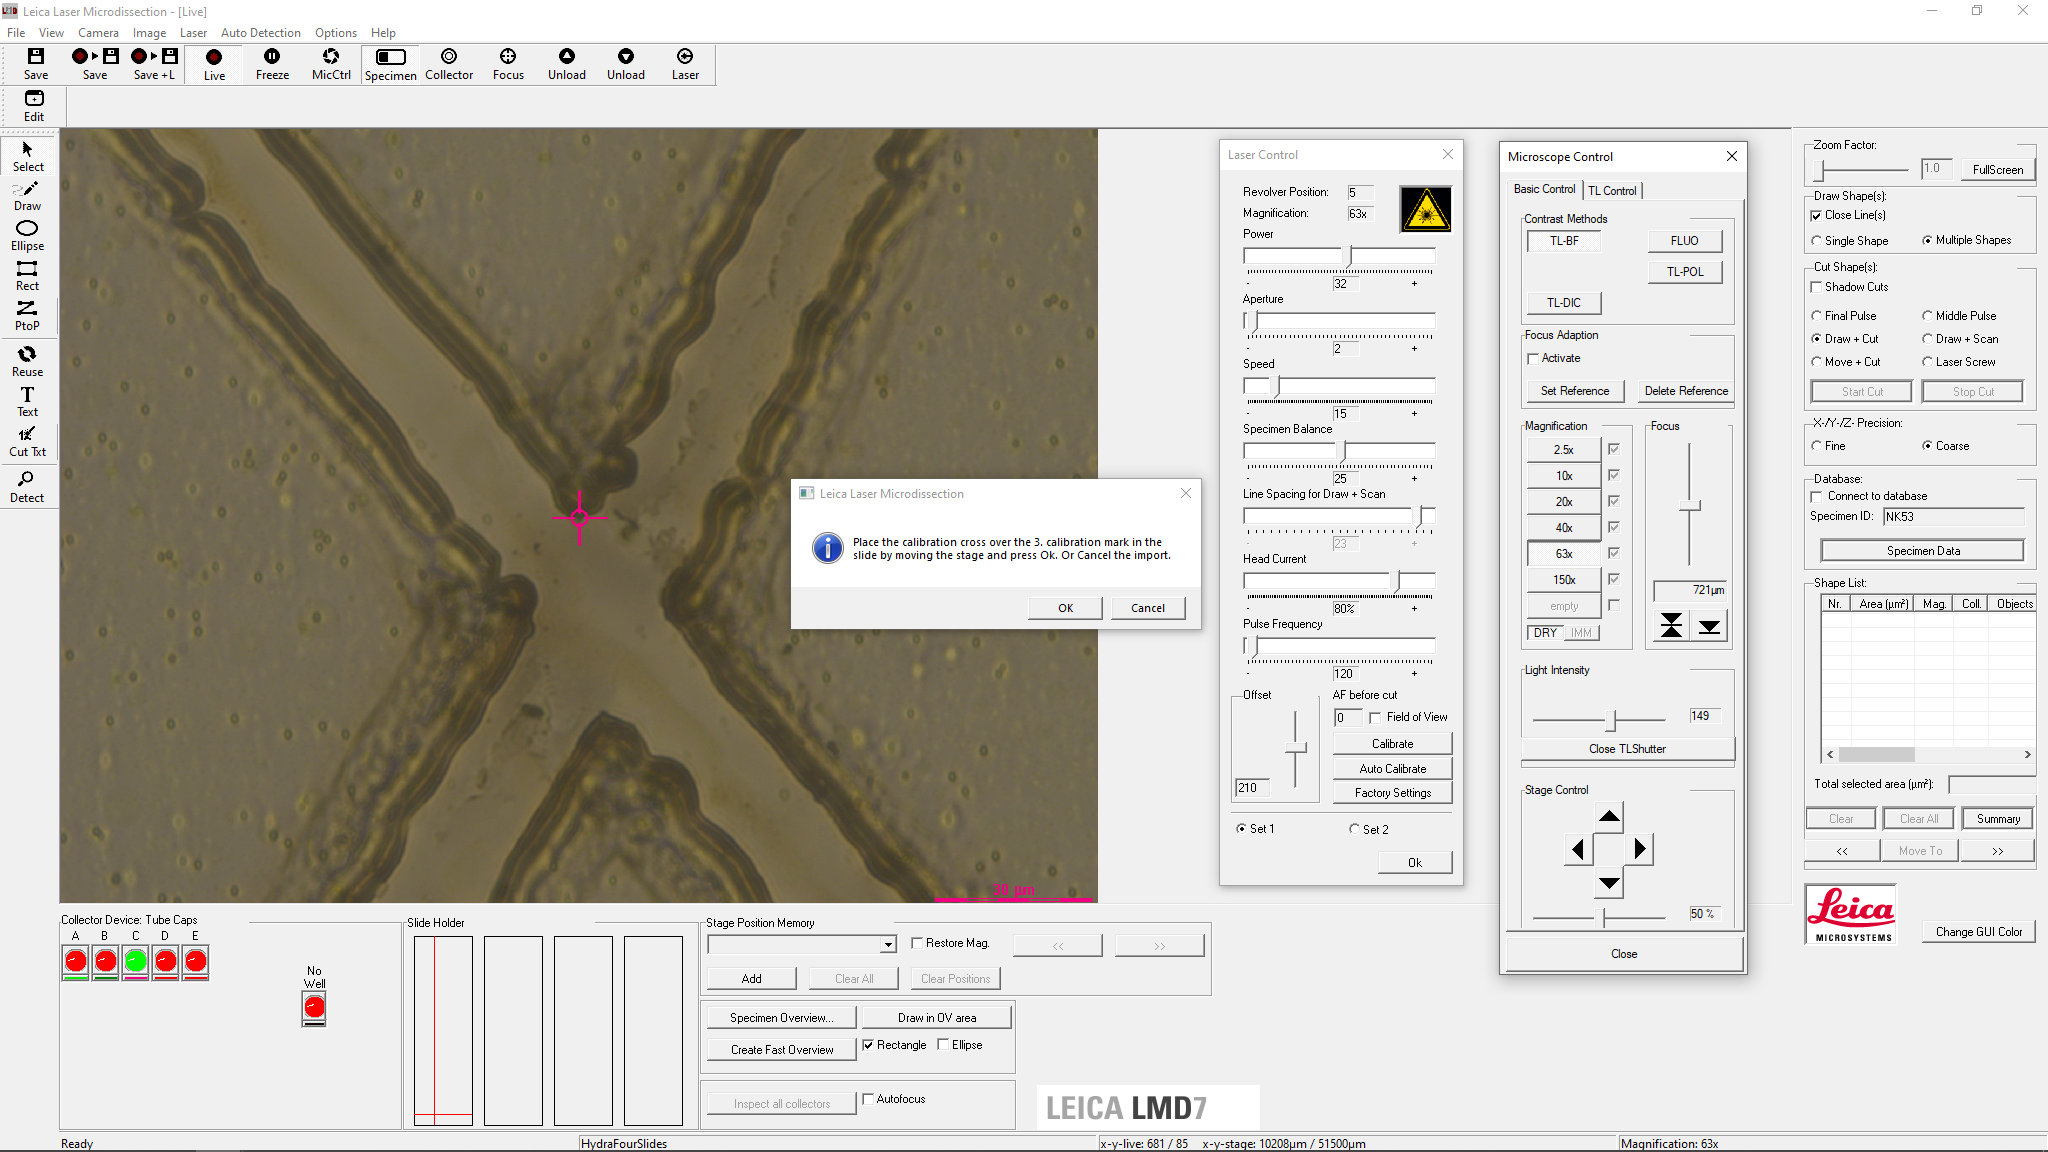 LMD Leica Laser Microdissection - [Live]
File View Camera Image Laser Auto Detection Options Help
Save Save Save +L Live Freeze MicCtrl Specimen Collector Focus Unload Unload Laser
Edit
Select
Draw
Ellipse
Rect
PtoP
Reuse
Text
Cut Txt
Detect
30 µm
Leica Laser Microdissection
Place the calibration cross over the 3. calibration mark in the
slide by moving the stage and press Ok. Or Cancel the import.
OK Cancel
Laser Control
Revolver Position: 5
Magnification: 63x
Power
- 32 +
Aperture
- 2 +
Speed
- 15 +
Specimen Balance
- 25 +
Line Spacing for Draw + Scan
- 23 +
Head Current
- 80% +
Pulse Frequency
- 120 +
Offset
210
AF before cut
0 Field of View
Calibrate
Auto Calibrate
Factory Settings
Set 1 Set 2
Ok
Microscope Control
Basic Control TL Control
Contrast Methods
TL-BF FLUO
TL-POL
TL-DIC
Focus Adaption
Activate
Set Reference Delete Reference
Magnification
2.5x
10x
20x
40x
63x
150x
empty
DRY IMM
Focus
721µm
Light Intensity
149
Close TLShutter
Stage Control
50 %
Close
Zoom Factor:
1.0 FullScreen
Draw Shape(s):
Close Line(s)
Single Shape Multiple Shapes
Cut Shape(s):
Shadow Cuts
Final Pulse Middle Pulse
Draw + Cut Draw + Scan
Move + Cut Laser Screw
Start Cut Stop Cut
X-/Y-/Z- Precision:
Fine Coarse
Database:
Connect to database
Specimen ID: NK53
Specimen Data
Shape List:
Nr. Area (µm²) Mag. Coll. Objects
Total selected area (µm²):
Clear Clear All Summary
<< Move To >>
Leica
MICROSYSTEMS
Change GUI Color
Collector Device: Tube Caps
A B C D E
No
Well
Slide Holder
Stage Position Memory
Restore Mag. << >>
Add Clear All Clear Positions
Specimen Overview... Draw in OV area
Create Fast Overview Rectangle Ellipse
Inspect all collectors Autofocus
LEICA LMD7
Ready HydraFourSlides x-y-live: 681 / 85 x-y-stage: 10208µm / 51500µm Magnification: 63x